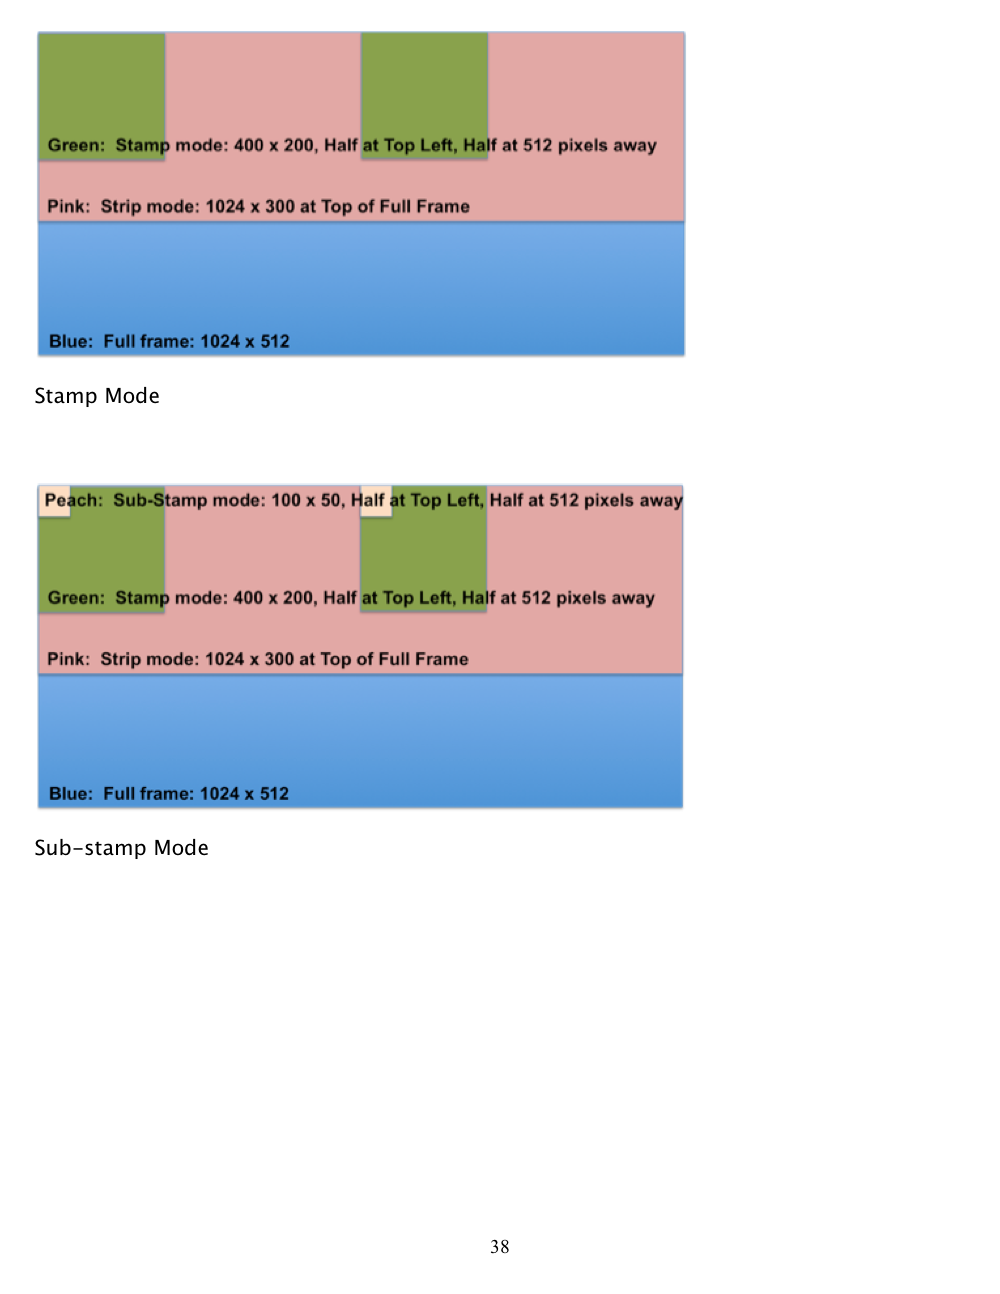 Green: Stamp mode: 400 x 200, Half at Top Left, Half at 512 pixels away
Pink: Strip mode: 1024 x 300 at Top of Full Frame
Blue: Full frame: 1024 x 512
Stamp Mode
Peach: Sub-Stamp mode: 100 x 50, Half at Top Left, Half at 512 pixels away
Green: Stamp mode: 400 x 200, Half at Top Left, Half at 512 pixels away
Pink: Strip mode: 1024 x 300 at Top of Full Frame
Blue: Full frame: 1024 x 512
Sub-stamp Mode
38